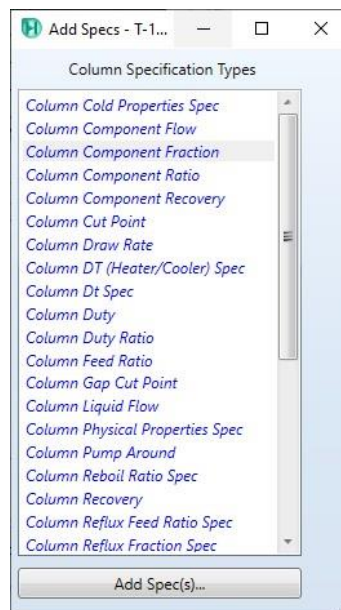 Add Specs - T-1...
Column Specification Types
Column Cold Properties Spec
Column Component Flow
Column Component Fraction
Column Component Ratio
Column Component Recovery
Column Cut Point
Column Draw Rate
Column DT (Heater/Cooler) Spec
Column Dt Spec
Column Duty
Column Duty Ratio
Column Feed Ratio
Column Gap Cut Point
Column Liquid Flow
Column Physical Properties Spec
Column Pump Around
Column Reboil Ratio Spec
Column Recovery
Column Reflux Feed Ratio Spec
Column Reflux Fraction Spec
Add Spec(s)...